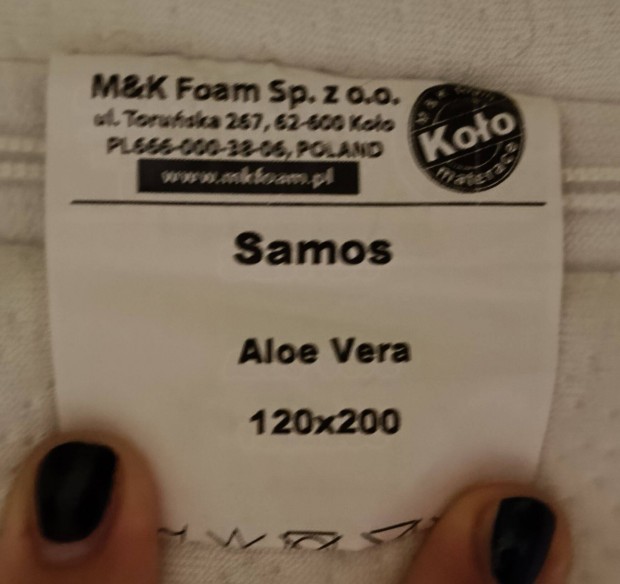 M&K Foam Sp. z o.o.
ul. Toruńska 267, 62-600 Koło
PL666-000-38-06, POLAND
www.mkfoam.pl
Koło
materace
Samos
Aloe Vera
120x200